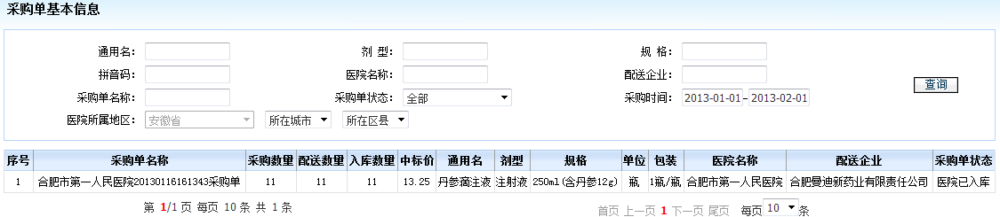 采购单基本信息
通用名： 剂 型： 规 格：
拼音码： 医院名称： 配送企业：
采购单名称： 采购单状态： 全部 采购时间： 2013-01-01-2013-02-01 查询
医院所属地区： 安徽省 所在城市 所在区县
序号 采购单名称 采购数量 配送数量 入库数量 中标价 通用名 剂型 规格 单位 包装 医院名称 配送企业 采购单状态
1 合肥市第一人民医院20130116161343采购单 11 11 11 13.25 丹参滴注液 注射液 250ml(含丹参12g) 瓶 1瓶/瓶 合肥市第一人民医院 合肥曼迪新药业有限责任公司 医院已入库
第 1/1 页 每页 10 条 共 1 条 首页 上一页 1 下一页 尾页 每页 10 条